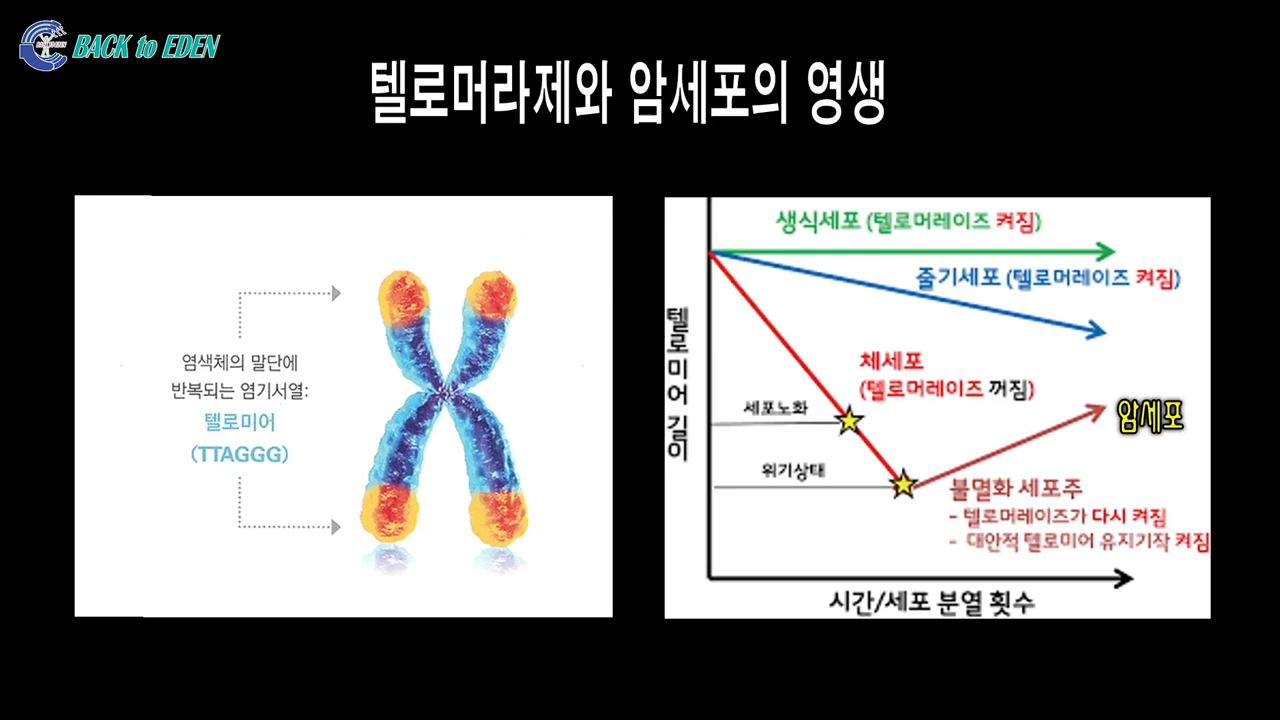 BACK to EDEN
텔로머라제와 암세포의 영생
염색체의 말단에
반복되는 염기서열:
텔로미어
(TTAGGG)
생식세포 (텔로머레이즈 켜짐)
줄기세포 (텔로머레이즈 켜짐)
텔로미어 길이
체세포
(텔로머레이즈 꺼짐)
세포노화
암세포
위기상태
불멸화 세포주
- 텔로머레이즈가 다시 켜짐
- 대안적 텔로미어 유지기작 켜짐
시간/세포 분열 횟수